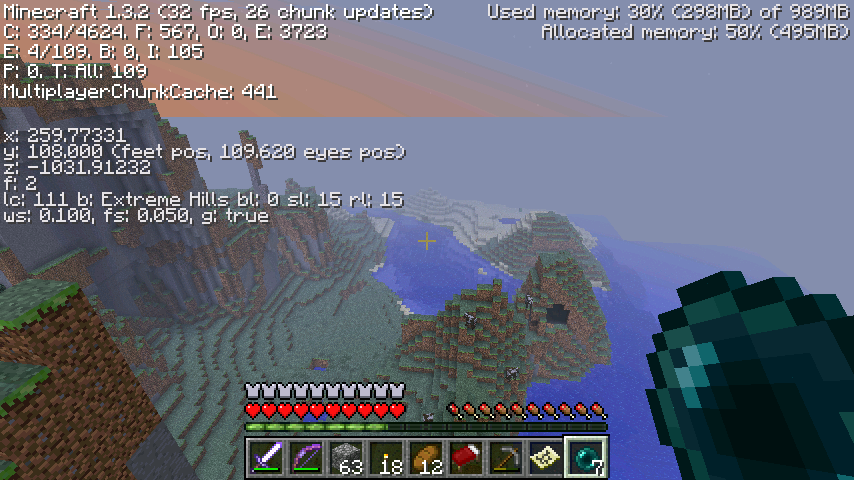 Minecraft 1.3.2 (32 fps, 26 chunk updates)
Used memory: 30% (298MB) of 989MB
C: 334/4624, F: 567, O: 0, E: 3723
Allocated memory: 50% (495MB)
E: 4/109. B: 0, I: 105
P: 0. T: All: 109
MultiplayerChunkCache: 441
x: 259.77331
y: 108.000 (feet pos, 109.620 eyes pos)
z: -1031.91232
f: 2
lc: 111 b: Extreme Hills bl: 0 sl: 15 rl: 15
ws: 0.100, fs: 0.050, g: true
63 18 12 7